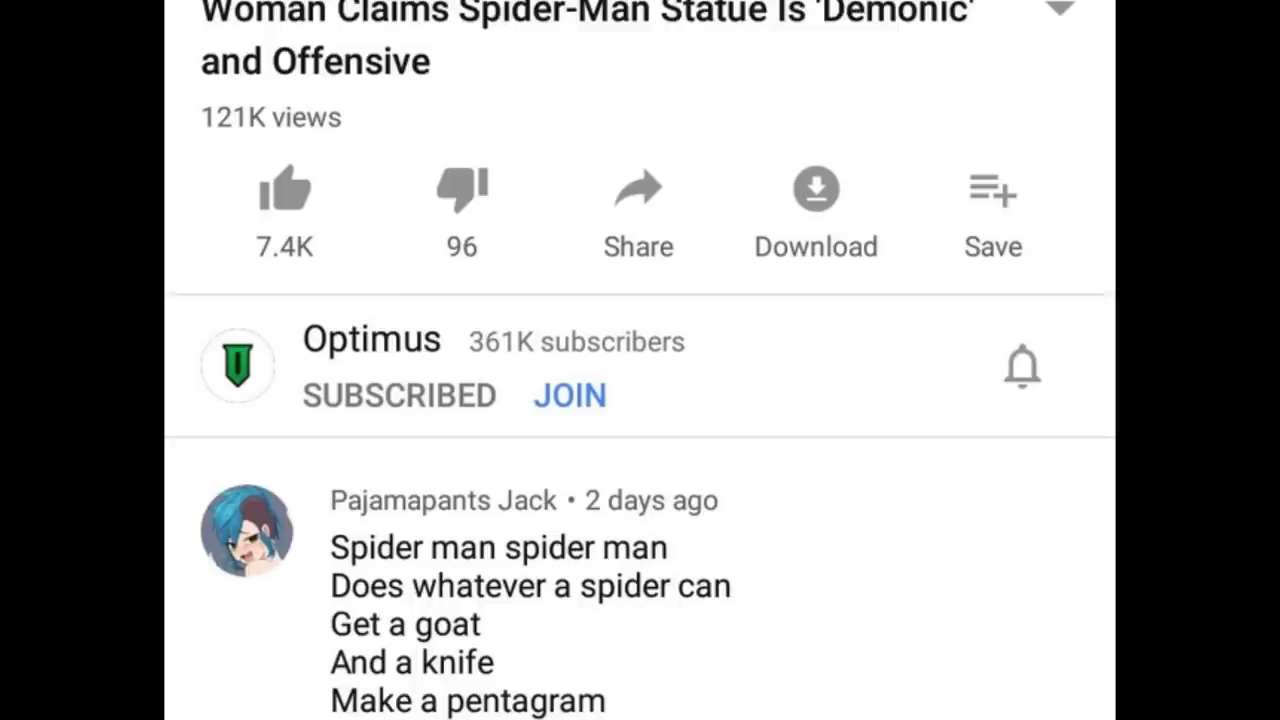 Woman Claims Spider-Man Statue Is 'Demonic'
and Offensive
121K views
7.4K
96
Share
Download
Save
Optimus 361K subscribers
SUBSCRIBED JOIN
Pajamapants Jack • 2 days ago
Spider man spider man
Does whatever a spider can
Get a goat
And a knife
Make a pentagram